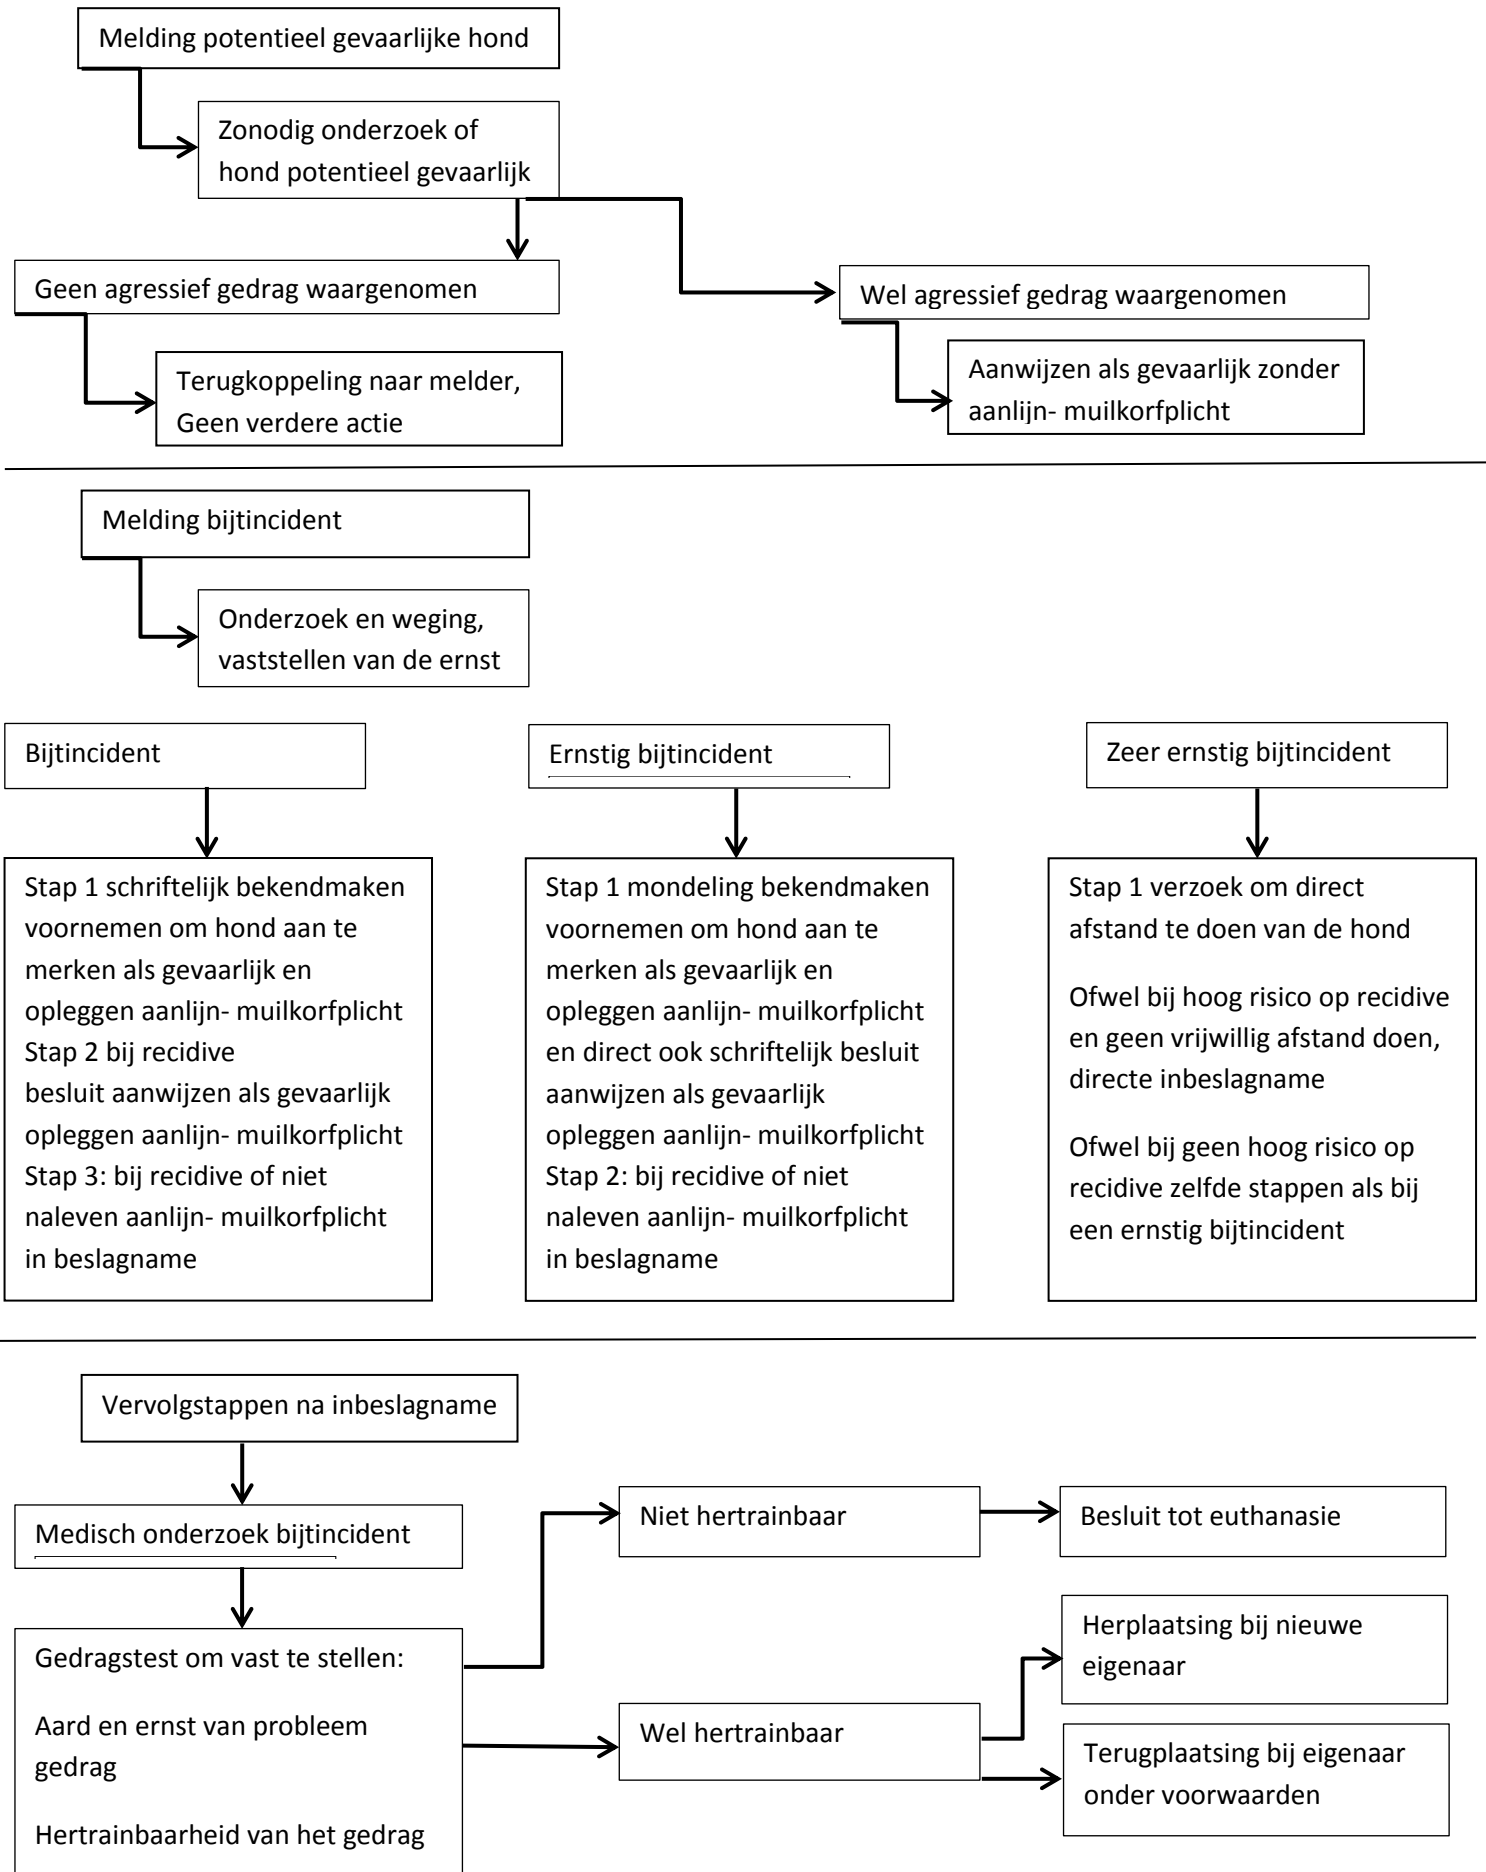 Melding potentieel gevaarlijke hond
Zonodig onderzoek of
hond potentieel gevaarlijk
Geen agressief gedrag waargenomen
Wel agressief gedrag waargenomen
Terugkoppeling naar melder,
Geen verdere actie
Aanwijzen als gevaarlijk zonder
aanlijn- muilkorfplicht
Melding bijtincident
Onderzoek en weging,
vaststellen van de ernst
Bijtincident
Ernstig bijtincident
Zeer ernstig bijtincident
Stap 1 schriftelijk bekendmaken
voornemen om hond aan te
merken als gevaarlijk en
opleggen aanlijn- muilkorfplicht
Stap 2 bij recidive
besluit aanwijzen als gevaarlijk
opleggen aanlijn- muilkorfplicht
Stap 3: bij recidive of niet
naleven aanlijn- muilkorfplicht
in beslagname
Stap 1 mondeling bekendmaken
voornemen om hond aan te
merken als gevaarlijk en
opleggen aanlijn- muilkorfplicht
en direct ook schriftelijk besluit
aanwijzen als gevaarlijk
opleggen aanlijn- muilkorfplicht
Stap 2: bij recidive of niet
naleven aanlijn- muilkorfplicht
in beslagname
Stap 1 verzoek om direct
afstand te doen van de hond
Ofwel bij hoog risico op recidive
en geen vrijwillig afstand doen,
directe inbeslagname
Ofwel bij geen hoog risico op
recidive zelfde stappen als bij
een ernstig bijtincident
Vervolgstappen na inbeslagname
Medisch onderzoek bijtincident
Niet hertrainbaar
Besluit tot euthanasie
Gedragstest om vast te stellen:
Aard en ernst van probleem
gedrag
Hertrainbaarheid van het gedrag
Wel hertrainbaar
Herplaatsing bij nieuwe
eigenaar
Terugplaatsing bij eigenaar
onder voorwaarden